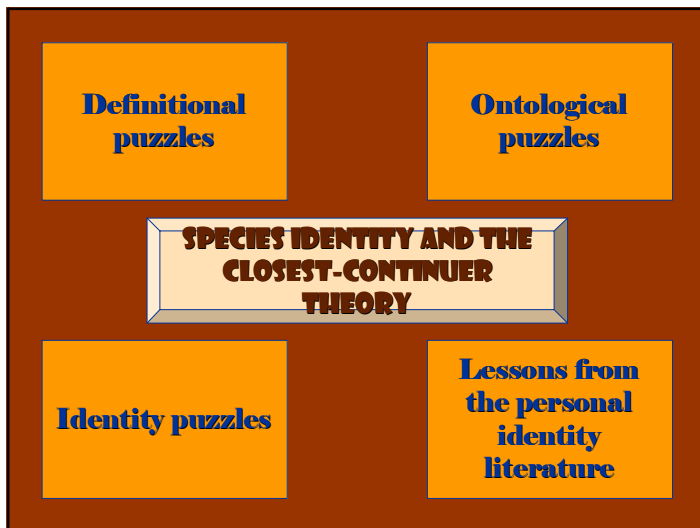 Definitional
puzzles
Ontological
puzzles
SPECIES IDENTITY AND THE
CLOSEST-CONTINUER
THEORY
Identity puzzles
Lessons from
the personal
identity
literature